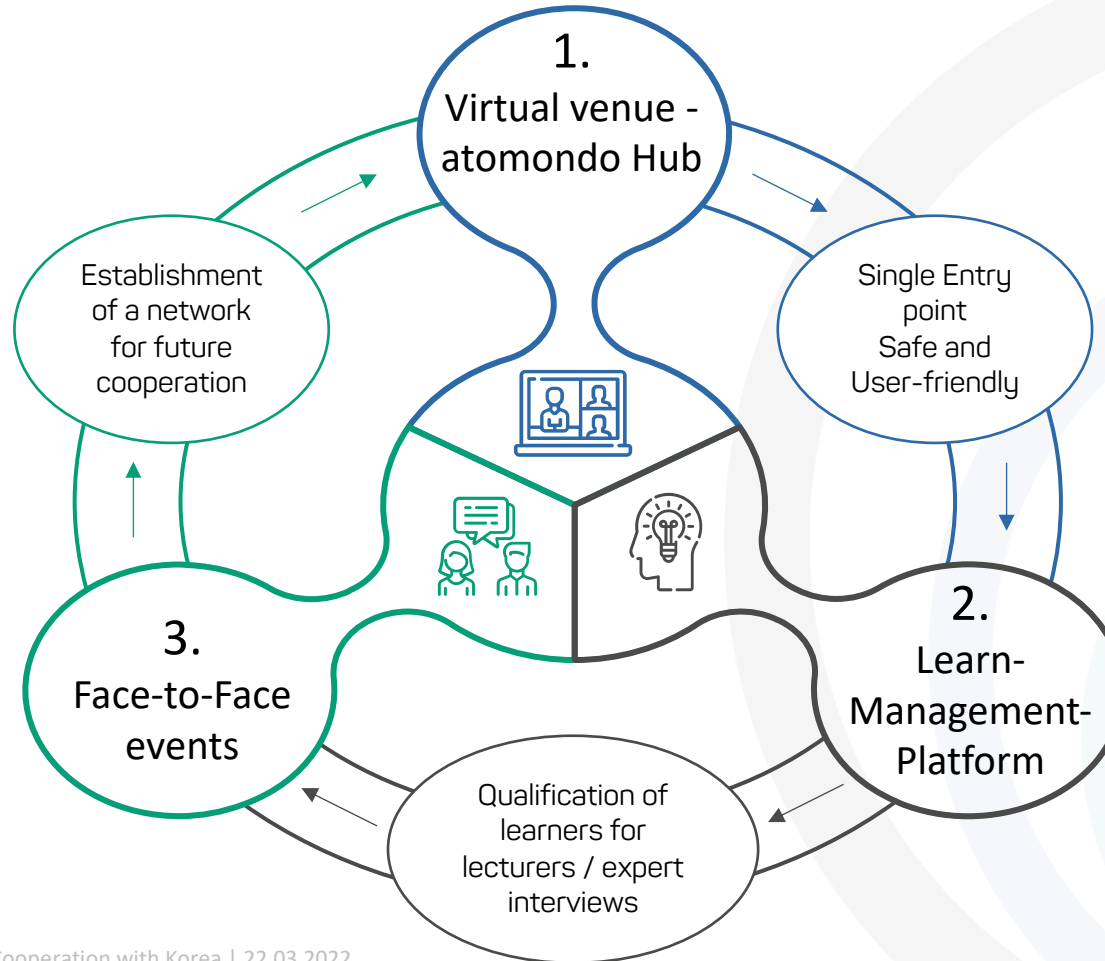 1.
Virtual venue -
atomondo Hub
Establishment
of a network
for future
cooperation
Single Entry
point
Safe and
User-friendly
3.
Face-to-Face
events
2.
Learn-
Management-
Platform
Qualification of
learners for
lecturers / expert
interviews
Cooperation with Korea | 22.03.2022